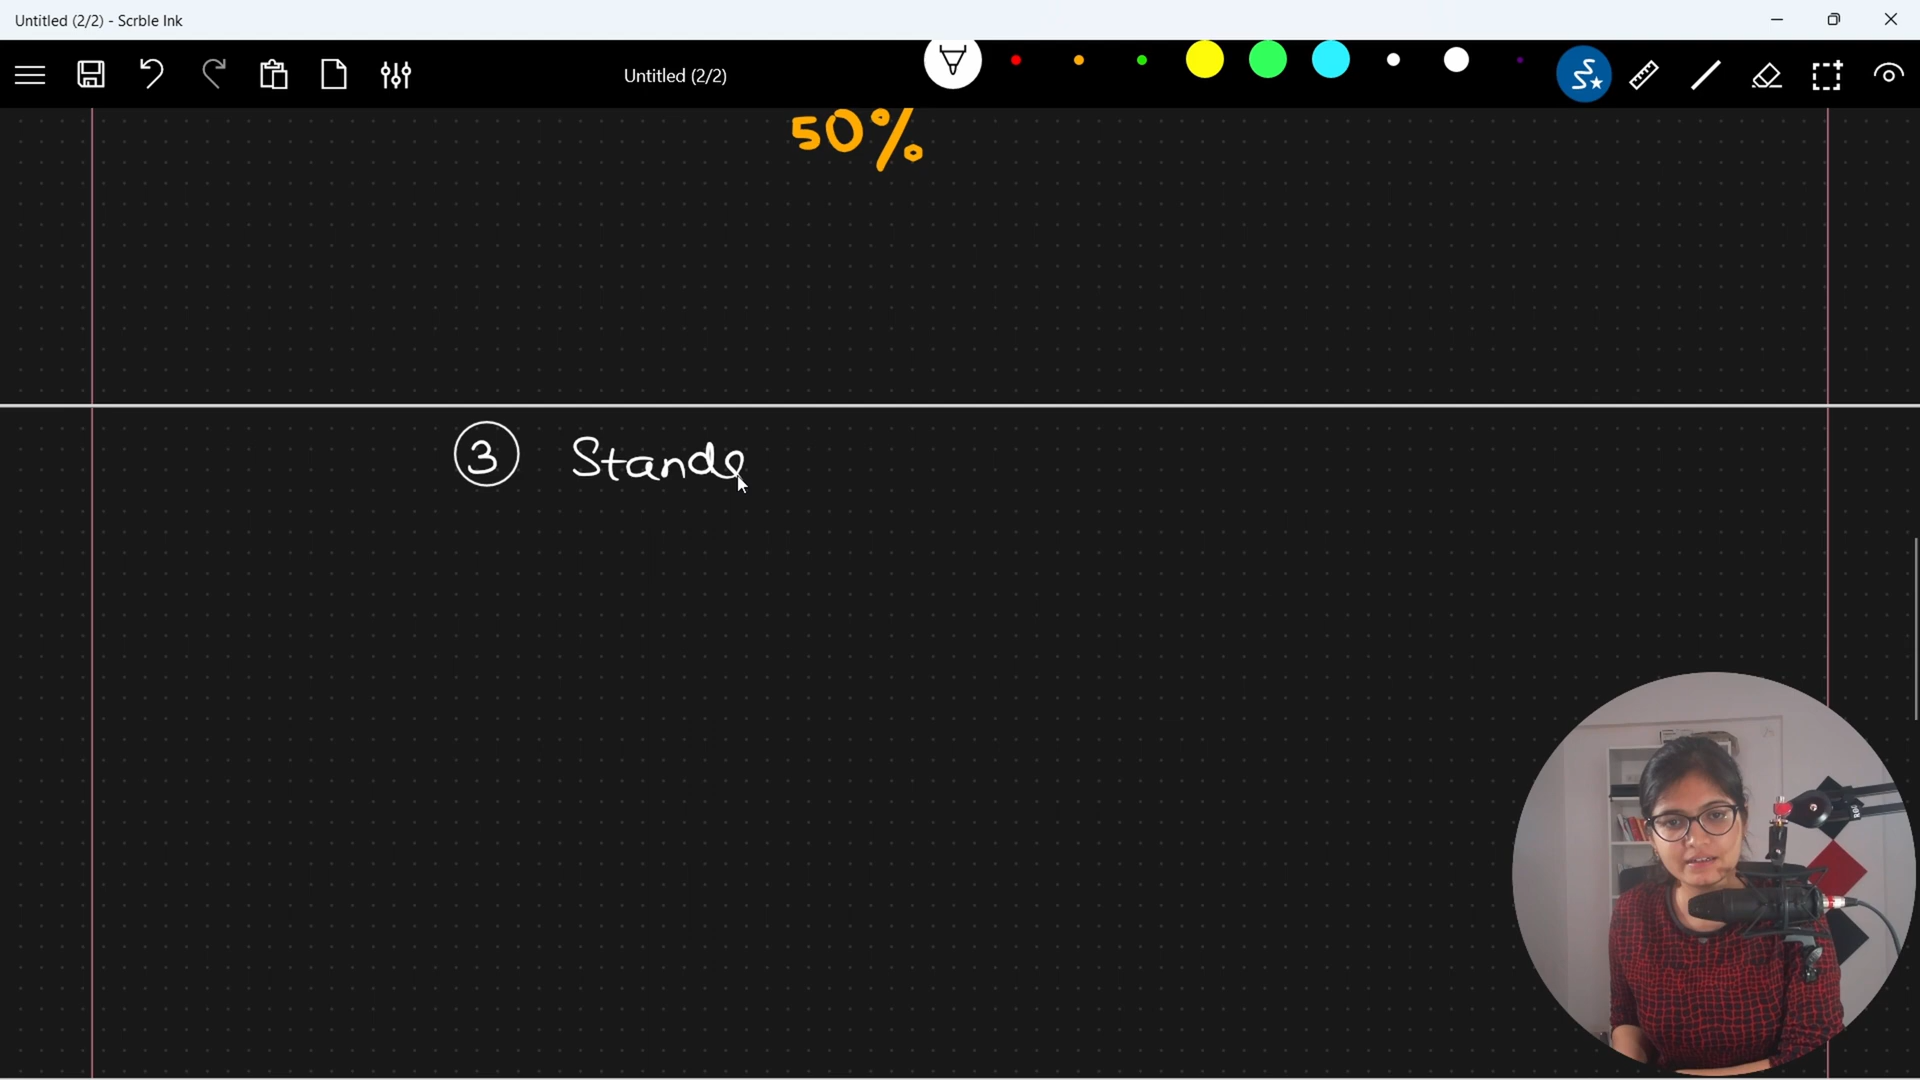 Untitled (2/2) - Scrble Ink
Untitled (2/2)
50%
3 Standa